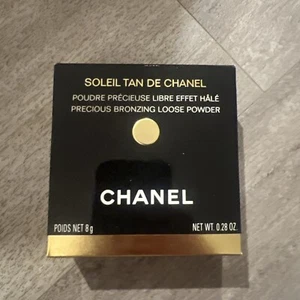 SOLEIL TAN DE CHANEL
POUDRE PRÉCIEUSE LIBRE EFFET HÂLÉ
PRECIOUS BRONZING LOOSE POWDER
CHANEL
POIDS NET 8g NET WT. 0.28 OZ.